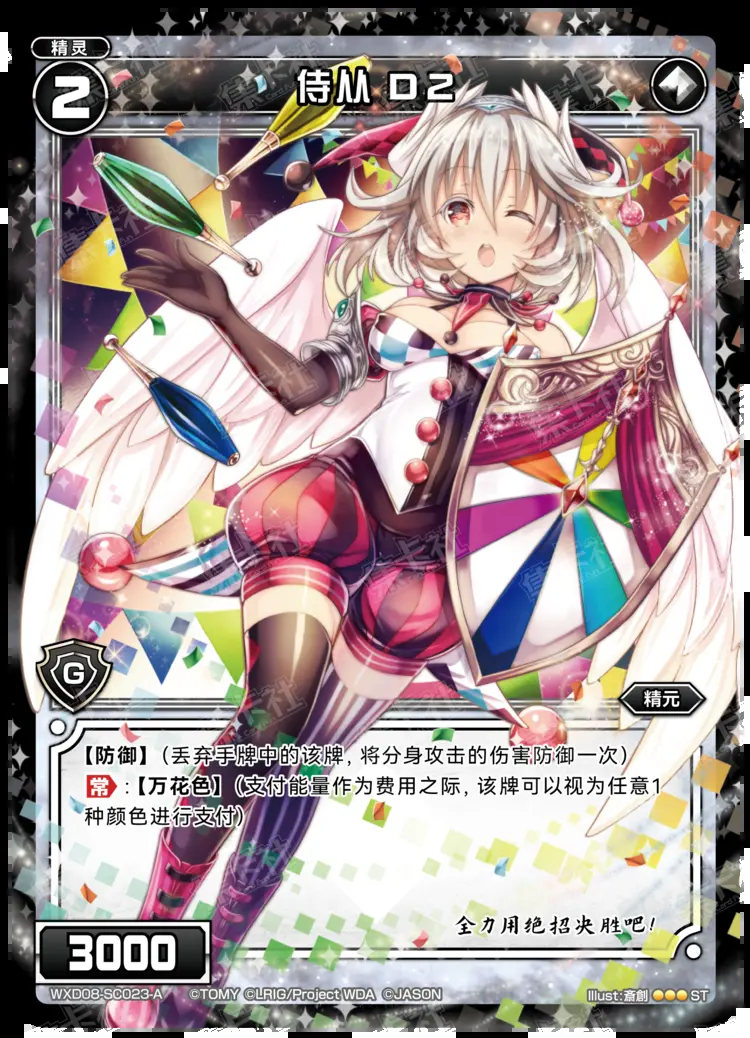 精灵
2
侍从 D2
G
精元
【防御】(丢弃手牌中的该牌，将分身攻击的伤害防御一次)
常：【万花色】(支付能量作为费用之际，该牌可以视为任意1
种颜色进行支付)
全力用绝招决胜吧！
3000
WXD08-SC023-A ©TOMY ©LRIG/Project WDA ©JASON
Illust:斎創 ST
集卡社